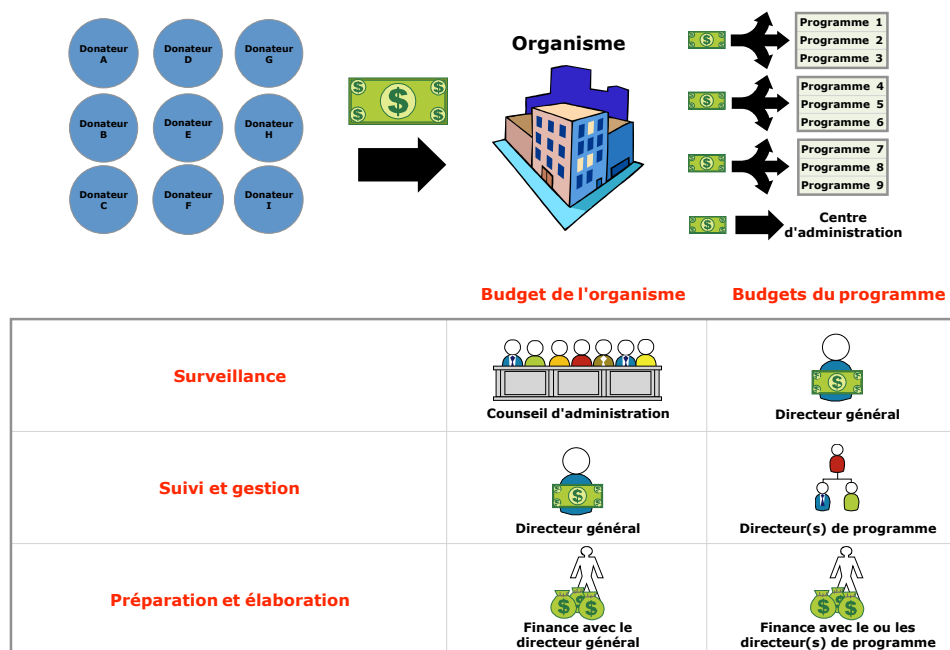 Donateur
A
Donateur
D
Donateur
G
Donateur
B
Donateur
E
Donateur
H
Donateur
C
Donateur
F
Donateur
I
$
Organisme
Programme 1
Programme 2
Programme 3
Programme 4
Programme 5
Programme 6
Programme 7
Programme 8
Programme 9
Centre
d'administration
Budget de l'organisme
Budgets du programme
Surveillance
Counseil d'administration
Directeur général
Suivi et gestion
Directeur général
Directeur(s) de programme
Préparation et élaboration
Finance avec le
directeur général
Finance avec le ou les
directeur(s) de programme